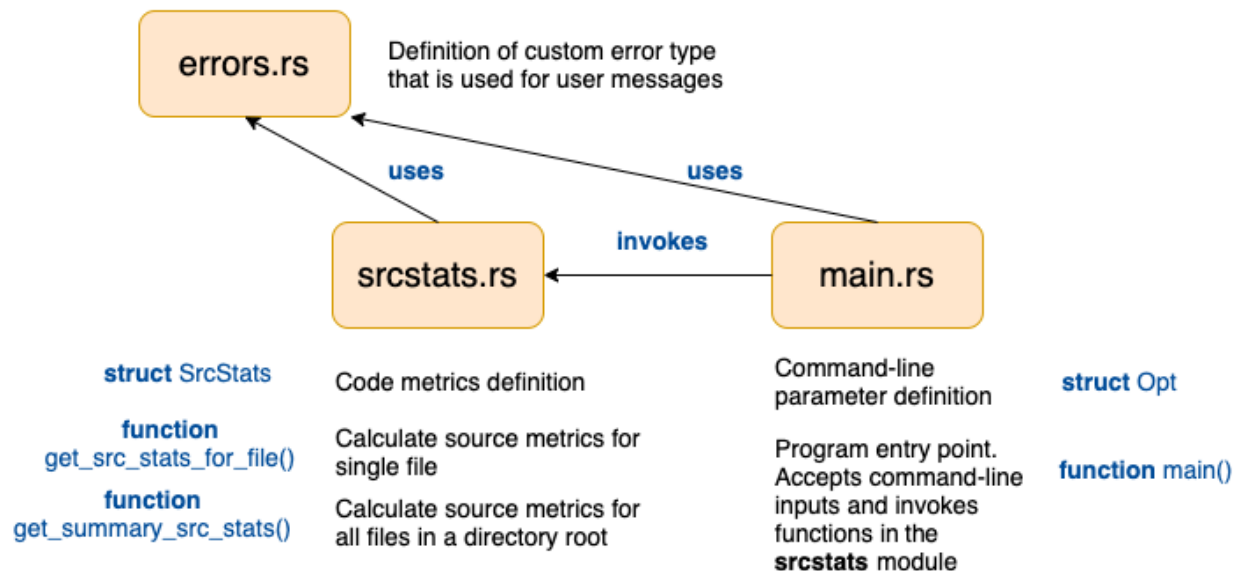 errors.rs
Definition of custom error type
that is used for user messages
uses
uses
invokes
srcstats.rs
main.rs
struct SrcStats
Code metrics definition
function
get_src_stats_for_file()
Calculate source metrics for
single file
function
get_summary_src_stats()
Calculate source metrics for
all files in a directory root
Command-line
parameter definition
struct Opt
Program entry point.
Accepts command-line
inputs and invokes
functions in the
srcstats module
function main()